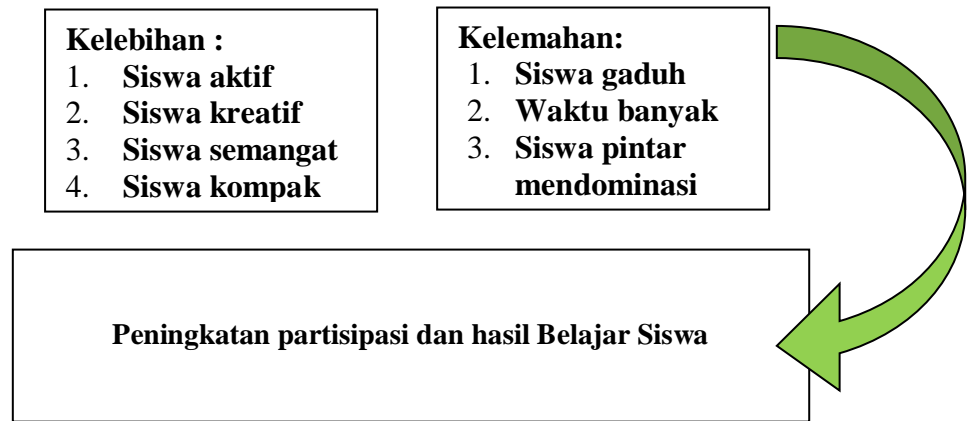 Kelebihan :
1. Siswa aktif
2. Siswa kreatif
3. Siswa semangat
4. Siswa kompak
Kelemahan:
1. Siswa gaduh
2. Waktu banyak
3. Siswa pintar
mendominasi
Peningkatan partisipasi dan hasil Belajar Siswa